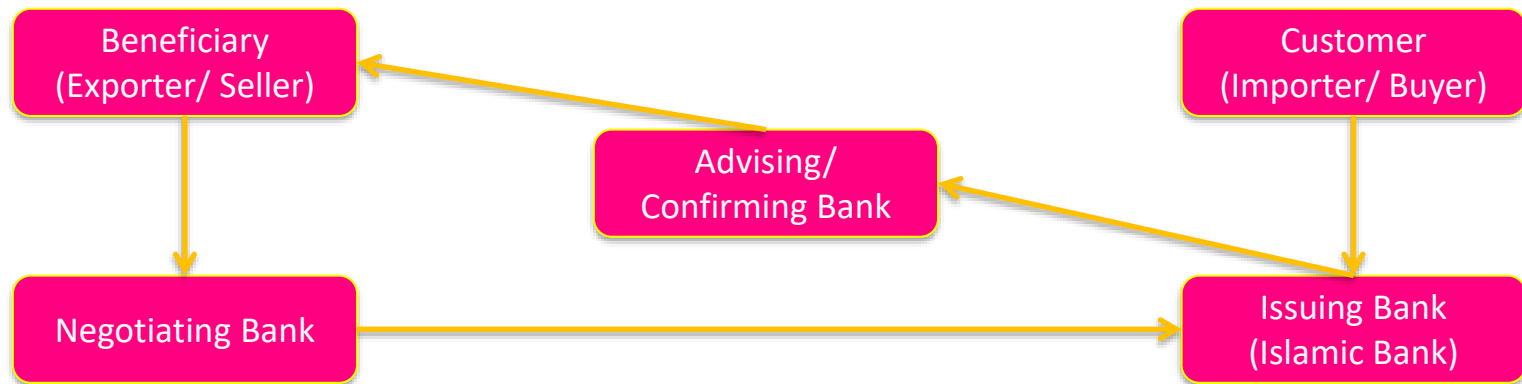 Beneficiary
(Exporter/ Seller)
Customer
(Importer/ Buyer)
Advising/
Confirming Bank
Negotiating Bank
Issuing Bank
(Islamic Bank)